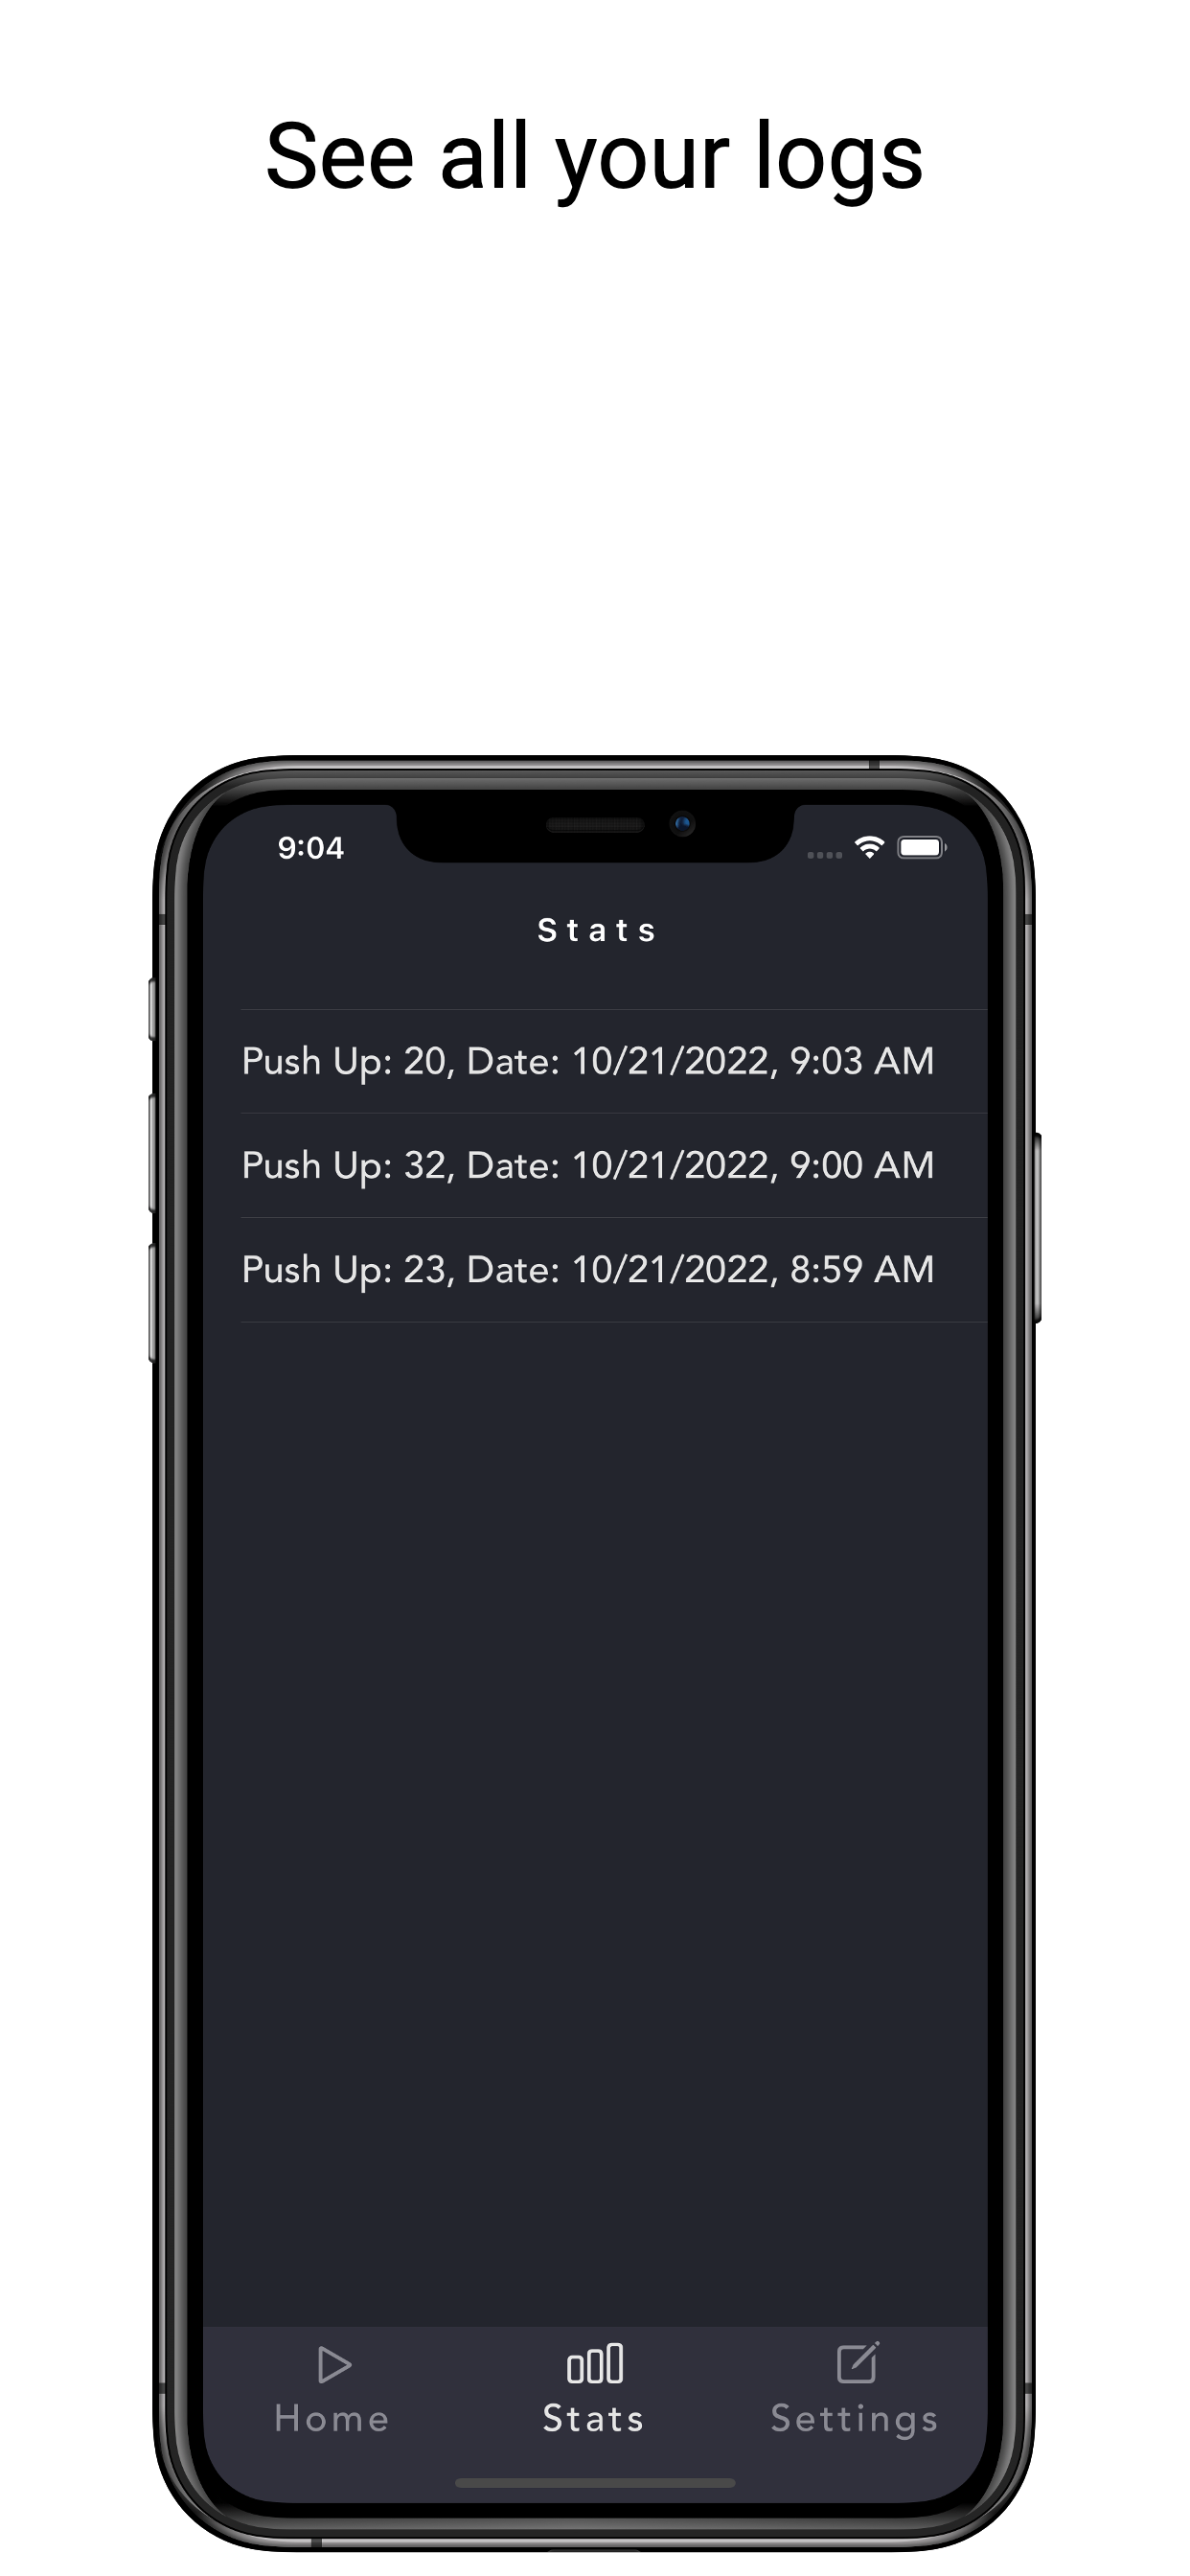 See all your logs
9:04
Stats
Push Up: 20, Date: 10/21/2022, 9:03 AM
Push Up: 32, Date: 10/21/2022, 9:00 AM
Push Up: 23, Date: 10/21/2022, 8:59 AM
Home
Stats
Settings